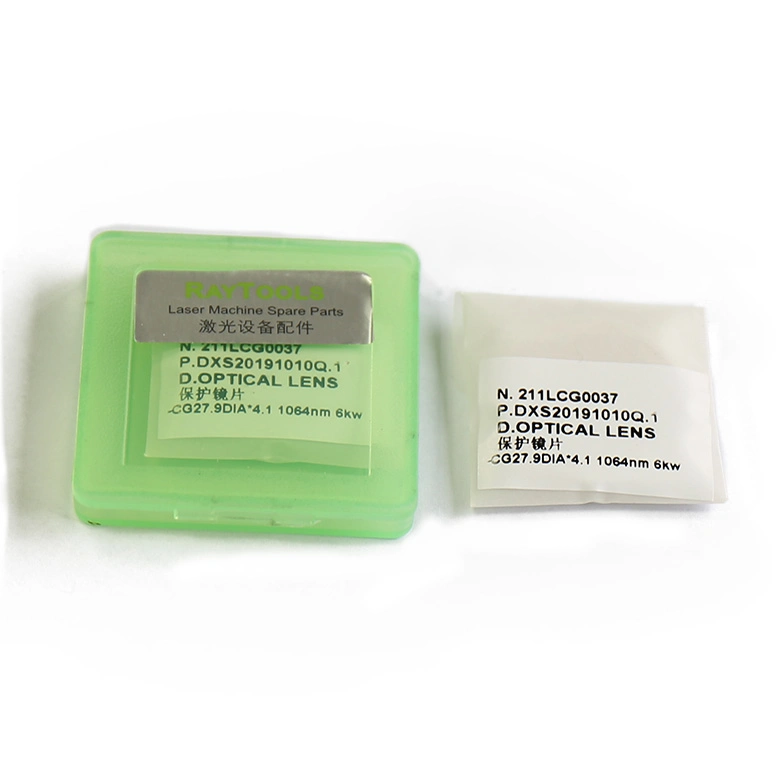 RAYTOOLS
Laser Machine Spare Parts
激光设备配件
N. 211LCG0037
P.DXS20191010Q.1
D.OPTICAL LENS
保护镜片
-CG27.9DIA*4.1 1064nm 6kw
N. 211LCG0037
P.DXS20191010Q.1
D.OPTICAL LENS
保护镜片
-CG27.9DIA*4.1 1064nm 6kw